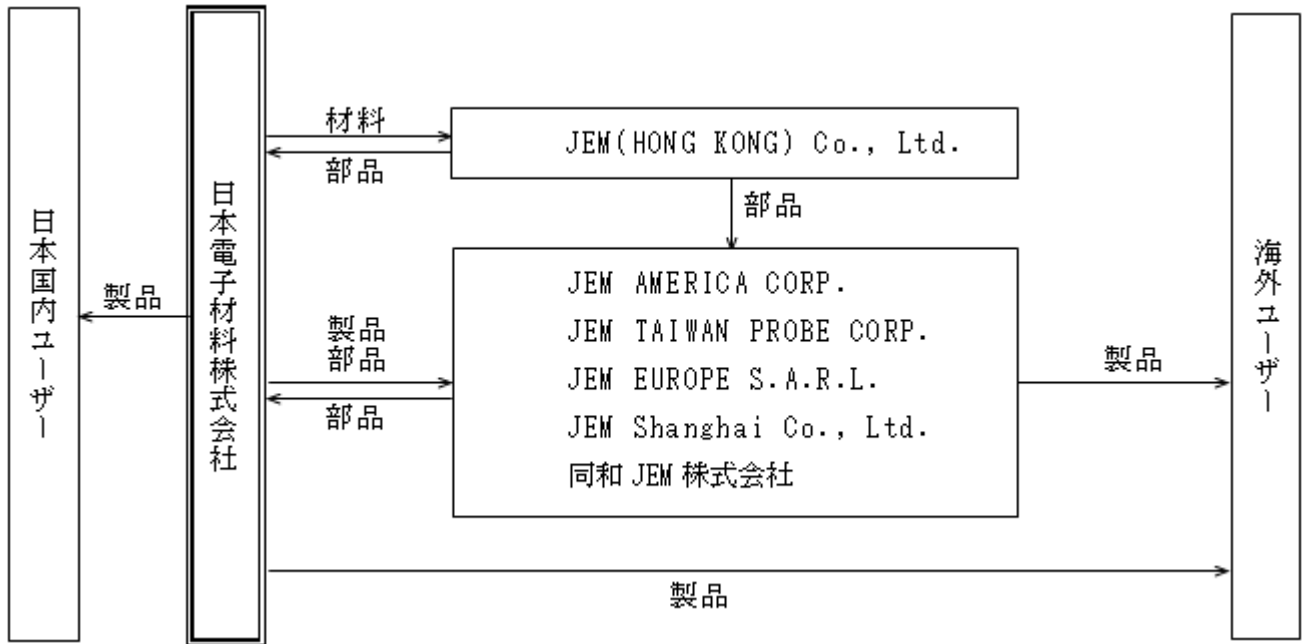 日本国内ユーザー
製品
日本電子材料株式会社
材料
部品
JEM(HONG KONG) Co., Ltd.
部品
製品
部品
部品
JEM AMERICA CORP.
JEM TAIWAN PROBE CORP.
JEM EUROPE S.A.R.L.
JEM Shanghai Co., Ltd.
同和 JEM 株式会社
製品
製品
海外ユーザー